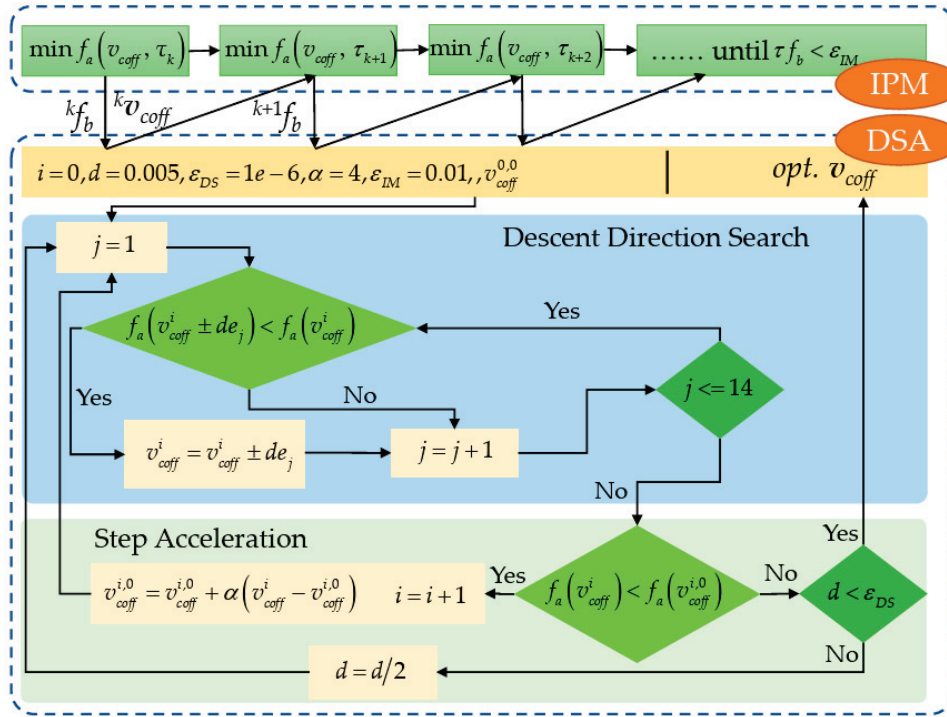 min f_a(v_coff, τ_k)
min f_a(v_coff, τ_{k+1})
min f_a(v_coff, τ_{k+2})
…… until τf_b < ε_IM
IPM
^k f_b
^k v_coff
^{k+1} f_b
DSA
i = 0, d = 0.005, ε_DS = 1e − 6, α = 4, ε_IM = 0.01, , v_coff^{0,0}
opt. v_coff
Descent Direction Search
j = 1
f_a(v_coff^i ± de_j) < f_a(v_coff^i)
Yes
j <= 14
Yes
No
v_coff^i = v_coff^i ± de_j
j = j + 1
No
Step Acceleration
Yes
v_coff^{i,0} = v_coff^{i,0} + α(v_coff^i − v_coff^{i,0}) i = i + 1
Yes
f_a(v_coff^i) < f_a(v_coff^{i,0})
No
d < ε_DS
No
d = d/2